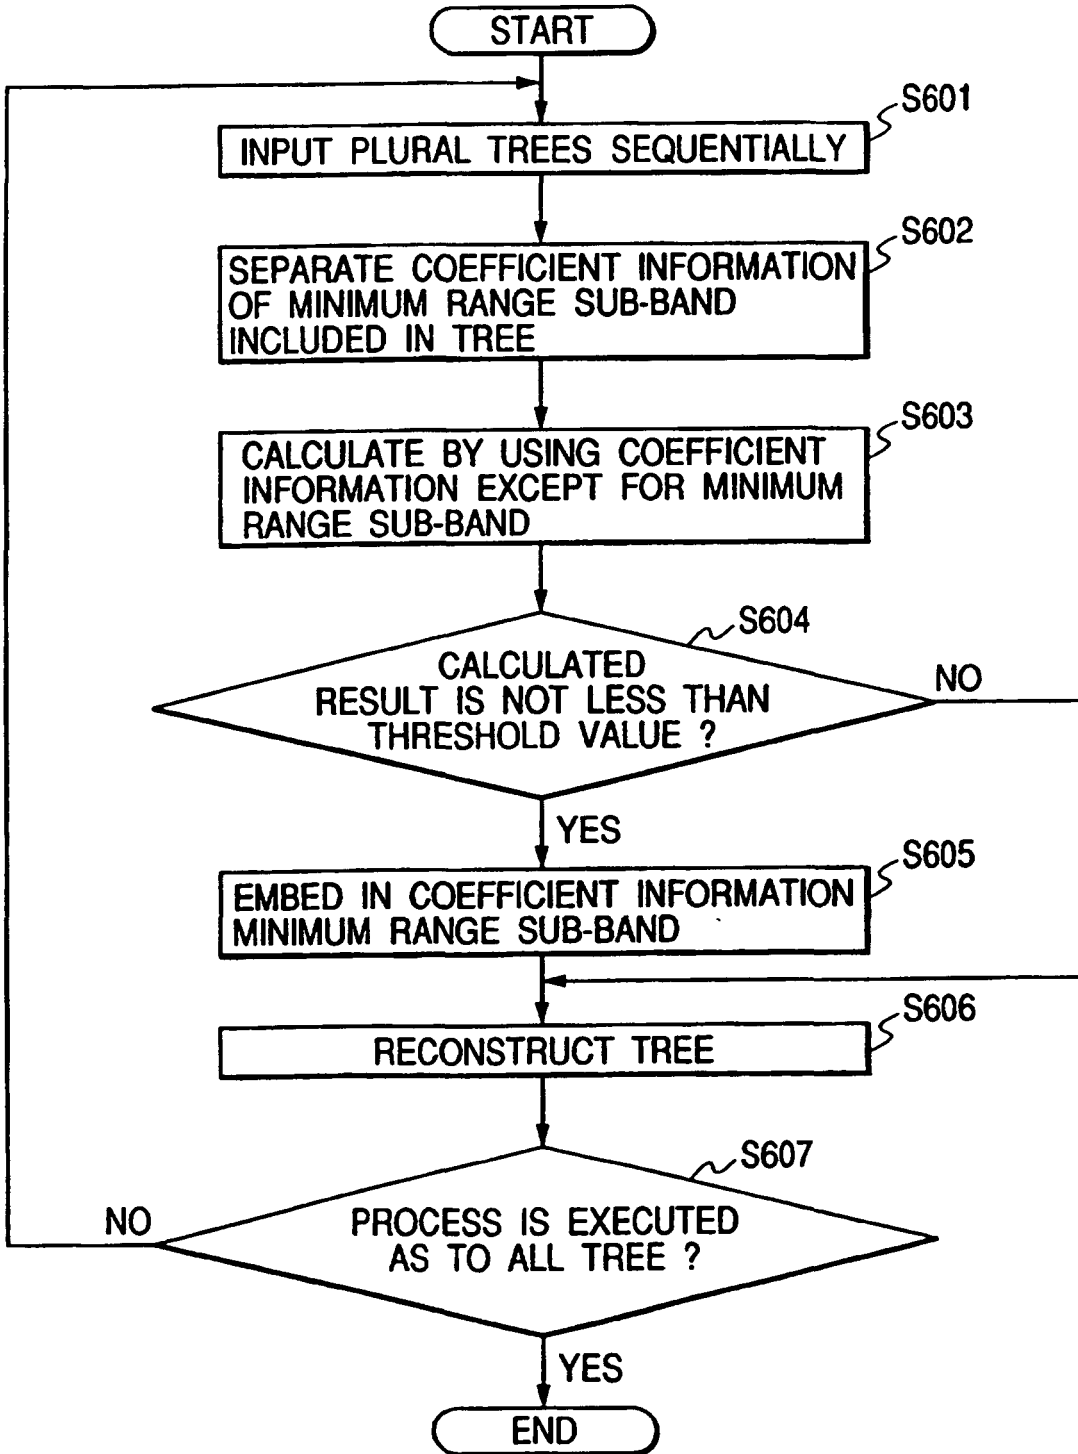 START
S601
INPUT PLURAL TREES SEQUENTIALLY
S602
SEPARATE COEFFICIENT INFORMATION
OF MINIMUM RANGE SUB-BAND
INCLUDED IN TREE
S603
CALCULATE BY USING COEFFICIENT
INFORMATION EXCEPT FOR MINIMUM
RANGE SUB-BAND
S604
CALCULATED
RESULT IS NOT LESS THAN
THRESHOLD VALUE ?
NO
YES
S605
EMBED IN COEFFICIENT INFORMATION
MINIMUM RANGE SUB-BAND
S606
RECONSTRUCT TREE
S607
PROCESS IS EXECUTED
AS TO ALL TREE ?
NO
YES
END